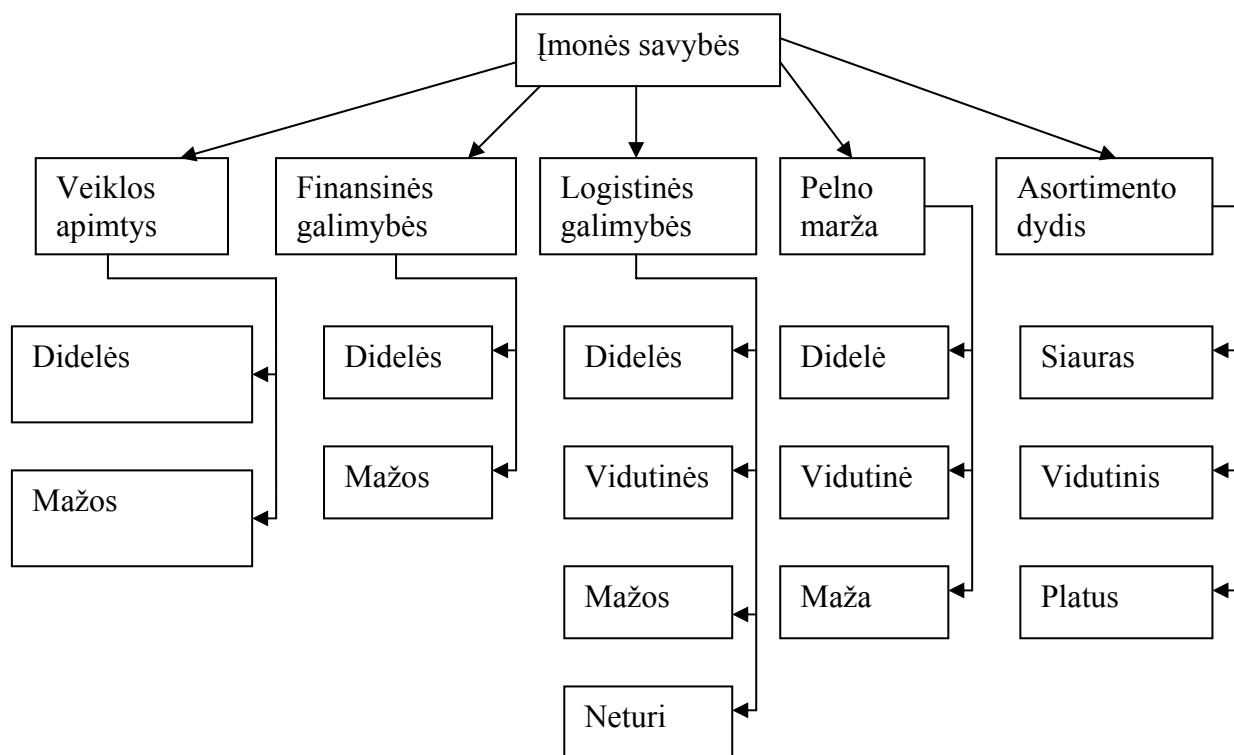 Įmonės savybės
Veiklos
apimtys
Finansinės
galimybės
Logistinės
galimybės
Pelno
marža
Asortimento
dydis
Didelės
Didelės
Didelės
Didelė
Siauras
Mažos
Mažos
Vidutinės
Vidutinė
Vidutinis
Mažos
Maža
Platus
Neturi